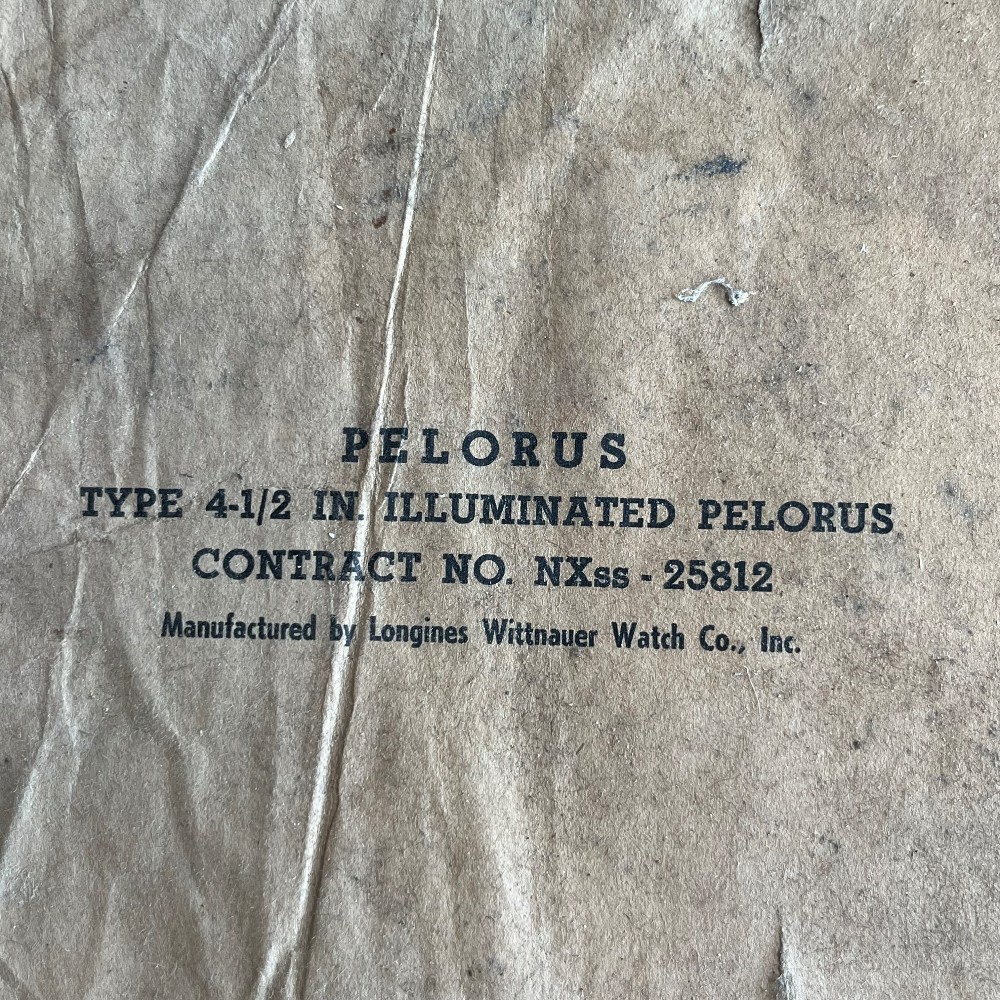 PELORUS
TYPE 4-1/2 IN. ILLUMINATED PELORUS
CONTRACT NO. NXss - 25812
Manufactured by Longines Wittnauer Watch Co., Inc.